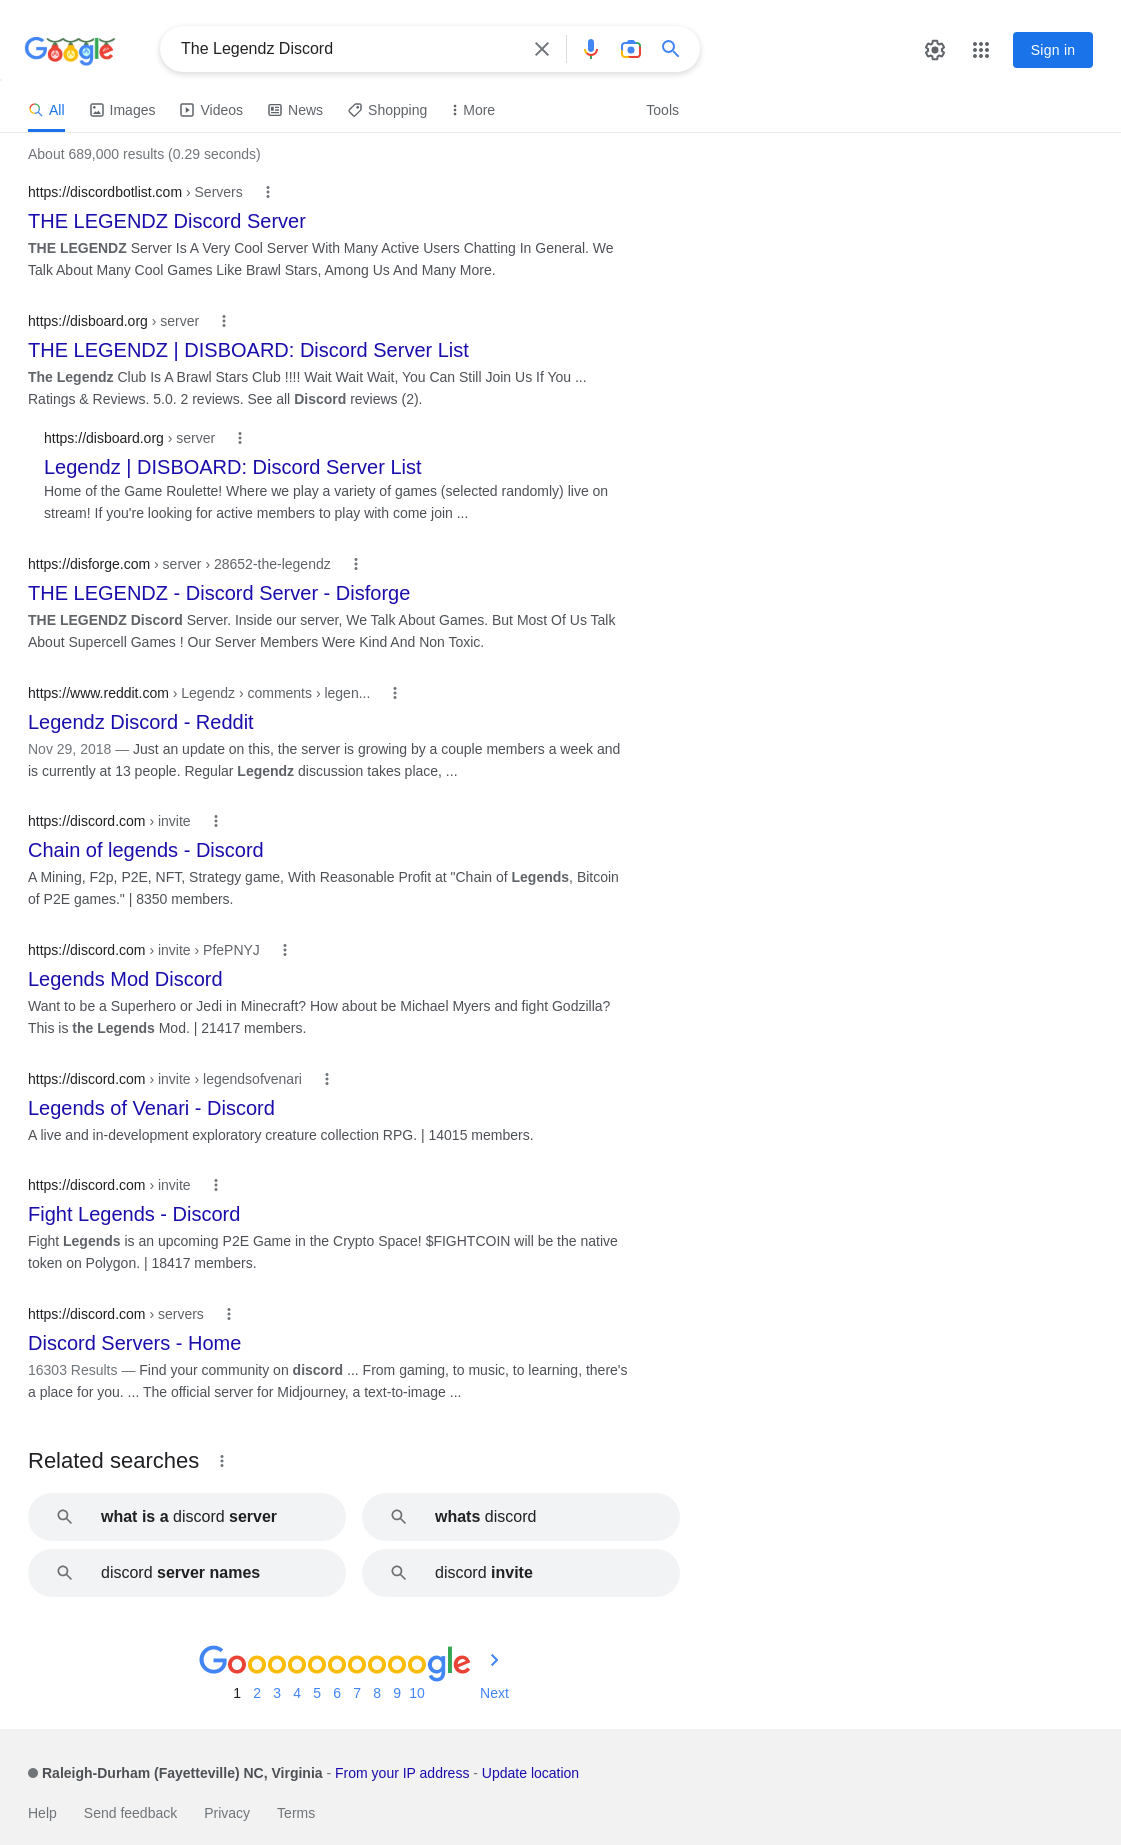 Google
The Legendz Discord
Sign in
All Images Videos News Shopping More Tools
About 689,000 results (0.29 seconds)
https://discordbotlist.com › Servers
THE LEGENDZ Discord Server
THE LEGENDZ Server Is A Very Cool Server With Many Active Users Chatting In General. We
Talk About Many Cool Games Like Brawl Stars, Among Us And Many More.
https://disboard.org › server
THE LEGENDZ | DISBOARD: Discord Server List
The Legendz Club Is A Brawl Stars Club !!!! Wait Wait Wait, You Can Still Join Us If You ...
Ratings & Reviews. 5.0. 2 reviews. See all Discord reviews (2).
https://disboard.org › server
Legendz | DISBOARD: Discord Server List
Home of the Game Roulette! Where we play a variety of games (selected randomly) live on
stream! If you're looking for active members to play with come join ...
https://disforge.com › server › 28652-the-legendz
THE LEGENDZ - Discord Server - Disforge
THE LEGENDZ Discord Server. Inside our server, We Talk About Games. But Most Of Us Talk
About Supercell Games ! Our Server Members Were Kind And Non Toxic.
https://www.reddit.com › Legendz › comments › legen...
Legendz Discord - Reddit
Nov 29, 2018 — Just an update on this, the server is growing by a couple members a week and
is currently at 13 people. Regular Legendz discussion takes place, ...
https://discord.com › invite
Chain of legends - Discord
A Mining, F2p, P2E, NFT, Strategy game, With Reasonable Profit at "Chain of Legends, Bitcoin
of P2E games." | 8350 members.
https://discord.com › invite › PfePNYJ
Legends Mod Discord
Want to be a Superhero or Jedi in Minecraft? How about be Michael Myers and fight Godzilla?
This is the Legends Mod. | 21417 members.
https://discord.com › invite › legendsofvenari
Legends of Venari - Discord
A live and in-development exploratory creature collection RPG. | 14015 members.
https://discord.com › invite
Fight Legends - Discord
Fight Legends is an upcoming P2E Game in the Crypto Space! $FIGHTCOIN will be the native
token on Polygon. | 18417 members.
https://discord.com › servers
Discord Servers - Home
16303 Results — Find your community on discord ... From gaming, to music, to learning, there's
a place for you. ... The official server for Midjourney, a text-to-image ...
Related searches
what is a discord server whats discord
discord server names discord invite
Goooooooooogle
1 2 3 4 5 6 7 8 9 10 Next
Raleigh-Durham (Fayetteville) NC, Virginia - From your IP address - Update location
Help Send feedback Privacy Terms